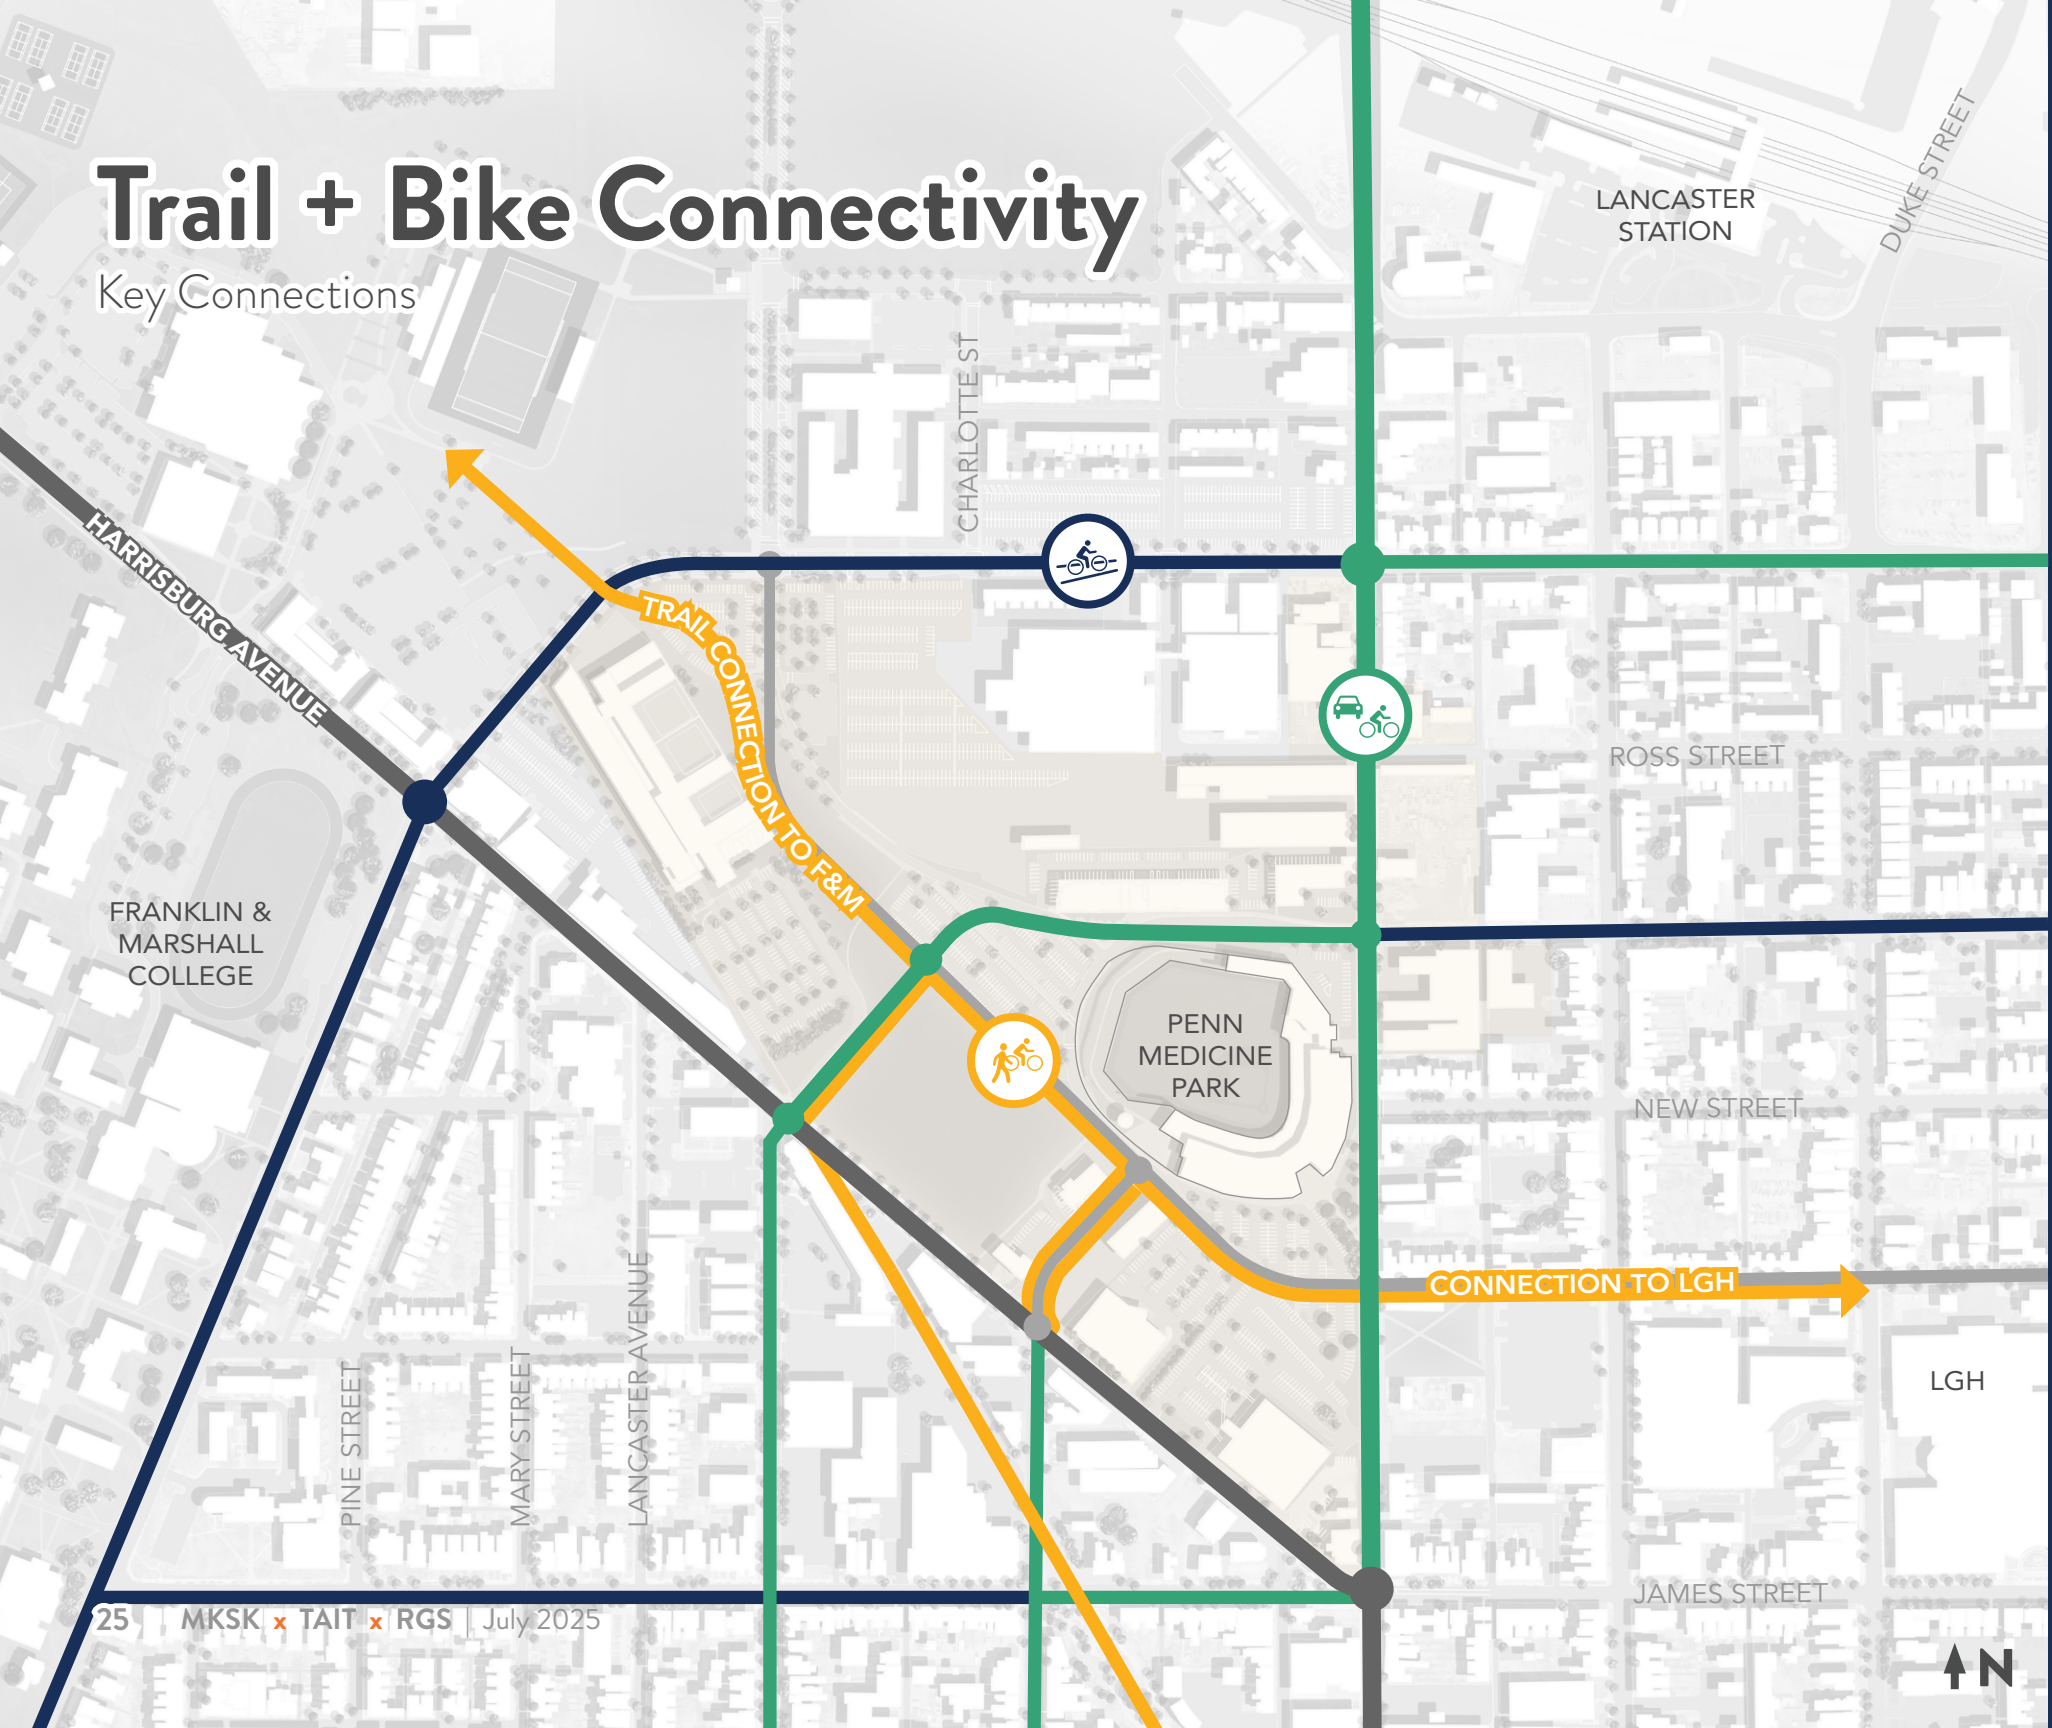 Trail + Bike Connectivity
Key Connections
LANCASTER
STATION
DUKE STREET
CHARLOTTE ST
HARRISBURG AVENUE
TRAIL CONNECTION TO F&M
ROSS STREET
FRANKLIN &
MARSHALL
COLLEGE
PENN
MEDICINE
PARK
NEW STREET
CONNECTION TO LGH
LGH
PINE STREET
MARY STREET
LANCASTER AVENUE
JAMES STREET
25 MKSK x TAIT x RGS | July 2025
N